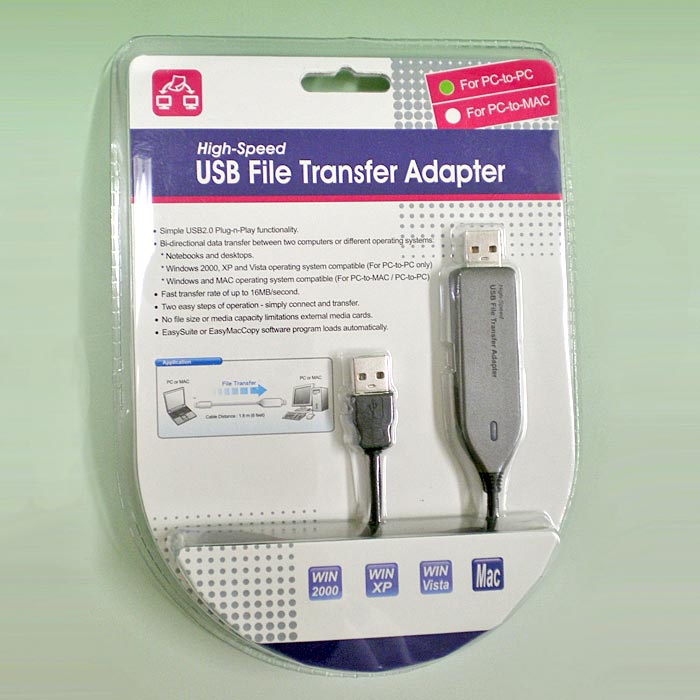 For PC-to-PC
For PC-to-MAC
High-Speed
USB File Transfer Adapter
• Simple USB2.0 Plug-n-Play functionality.
• Bi-directional data transfer between two computers or different operating systems.
* Notebooks and desktops.
* Windows 2000, XP and Vista operating system compatible (For PC-to-PC only)
* Windows and MAC operating system compatible (For PC-to-MAC / PC-to-PC)
• Fast transfer rate of up to 16MB/second.
• Two easy steps of operation - simply connect and transfer.
• No file size or media capacity limitations external media cards.
• EasySuite or EasyMacCopy software program loads automatically.
High-Speed
USB File Transfer Adapter
Application
PC or MAC
File Transfer
PC or MAC
Cable Distance : 1.8 m (6 feet)
WIN 2000
WIN XP
WIN Vista
Mac